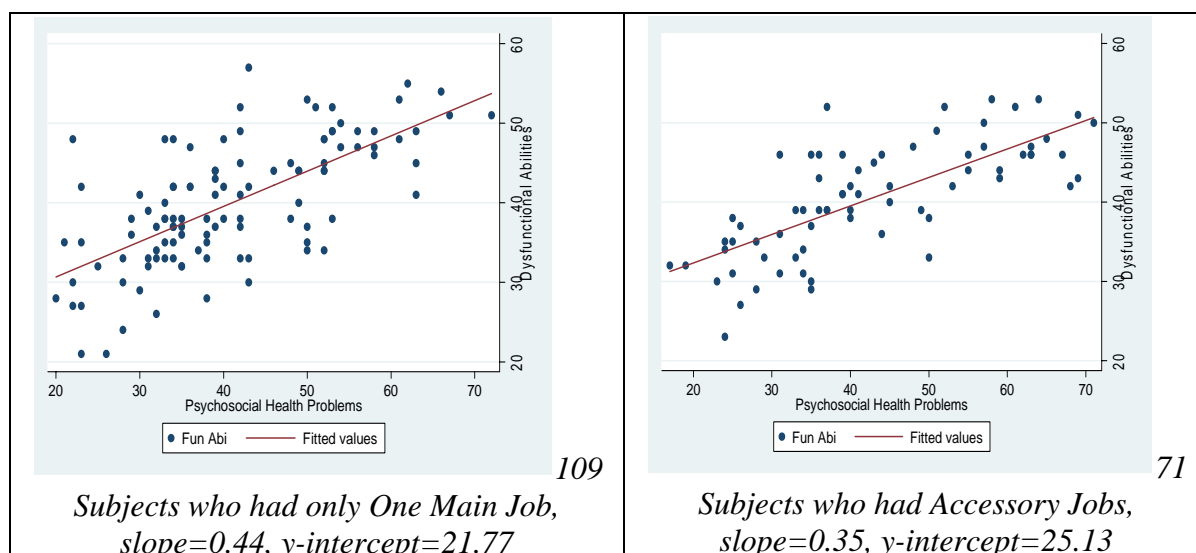 60
50
40
30
20
Dysfunctional Abilities
20 30 40 50 60 70
Psychosocial Health Problems
Fun Abi Fitted values
109
Subjects who had only One Main Job,
slope=0.44, y-intercept=21.77
60
50
40
30
20
Dysfunctional Abilities
20 30 40 50 60 70
Psychosocial Health Problems
Fun Abi Fitted values
71
Subjects who had Accessory Jobs,
slope=0.35, y-intercept=25.13